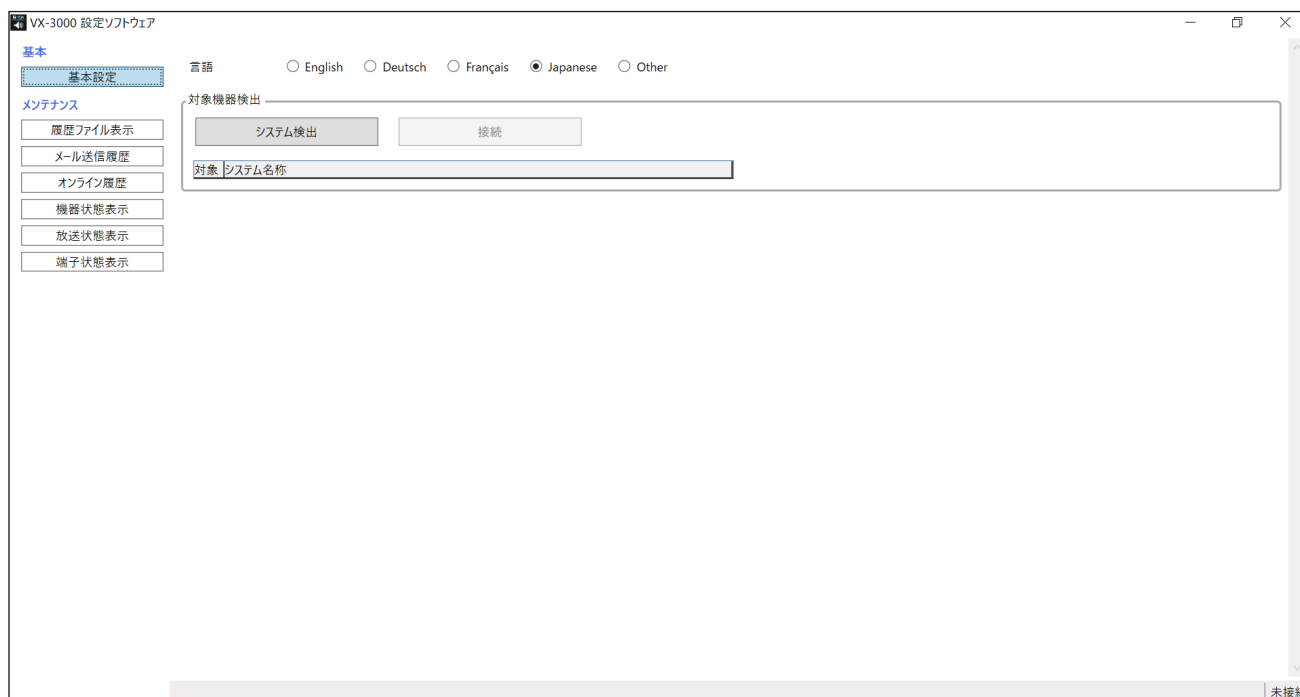 VX-3000 設定ソフトウェア
基本
基本設定
メンテナンス
履歴ファイル表示
メール送信履歴
オンライン履歴
機器状態表示
放送状態表示
端子状態表示
言語 English Deutsch Français Japanese Other
対象機器検出
システム検出 接続
対象 システム名称